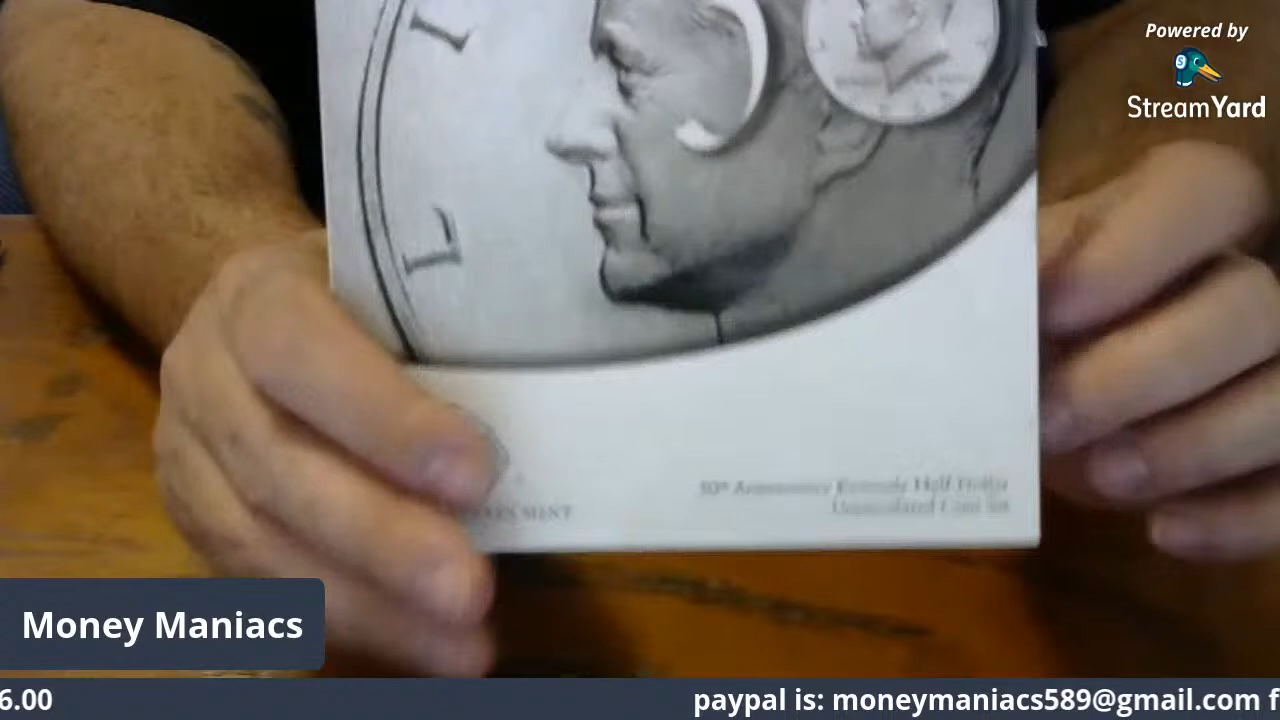 Powered by
StreamYard
L I
50th Anniversary Kennedy Half Dollar
Uncirculated Coin Set
MINT
Money Maniacs
6.00
paypal is: moneymaniacs589@gmail.com f